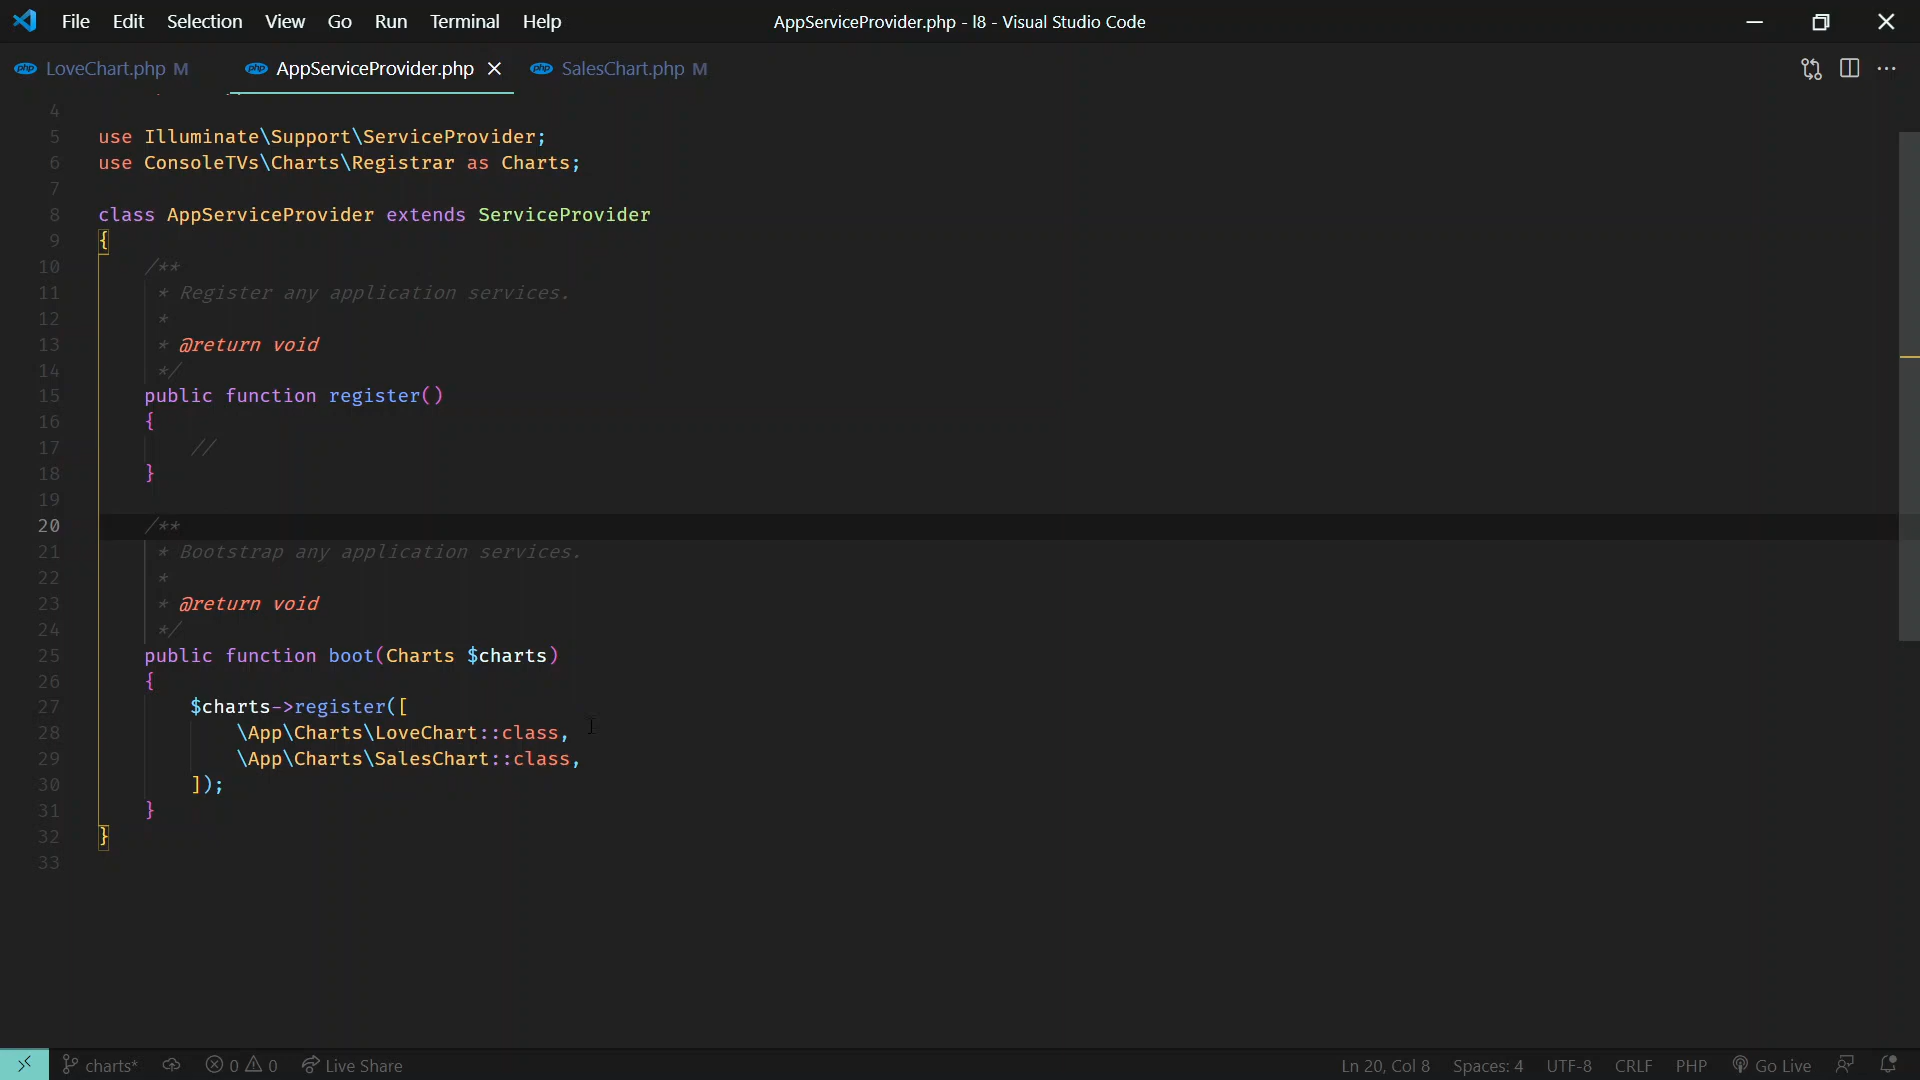 File Edit Selection View Go Run Terminal Help
AppServiceProvider.php - l8 - Visual Studio Code
php LoveChart.php M
php AppServiceProvider.php
php SalesChart.php M
4
5 use Illuminate\Support\ServiceProvider;
6 use ConsoleTVs\Charts\Registrar as Charts;
7
8 class AppServiceProvider extends ServiceProvider
9 {
10 /**
11 * Register any application services.
12 *
13 * @return void
14 */
15 public function register()
16 {
17 //
18 }
19
20 /**
21 * Bootstrap any application services.
22 *
23 * @return void
24 */
25 public function boot(Charts $charts)
26 {
27 $charts->register([
28 \App\Charts\LoveChart::class,
29 \App\Charts\SalesChart::class,
30 ]);
31 }
32 }
33
charts* 0 0 Live Share Ln 20, Col 8 Spaces: 4 UTF-8 CRLF PHP Go Live